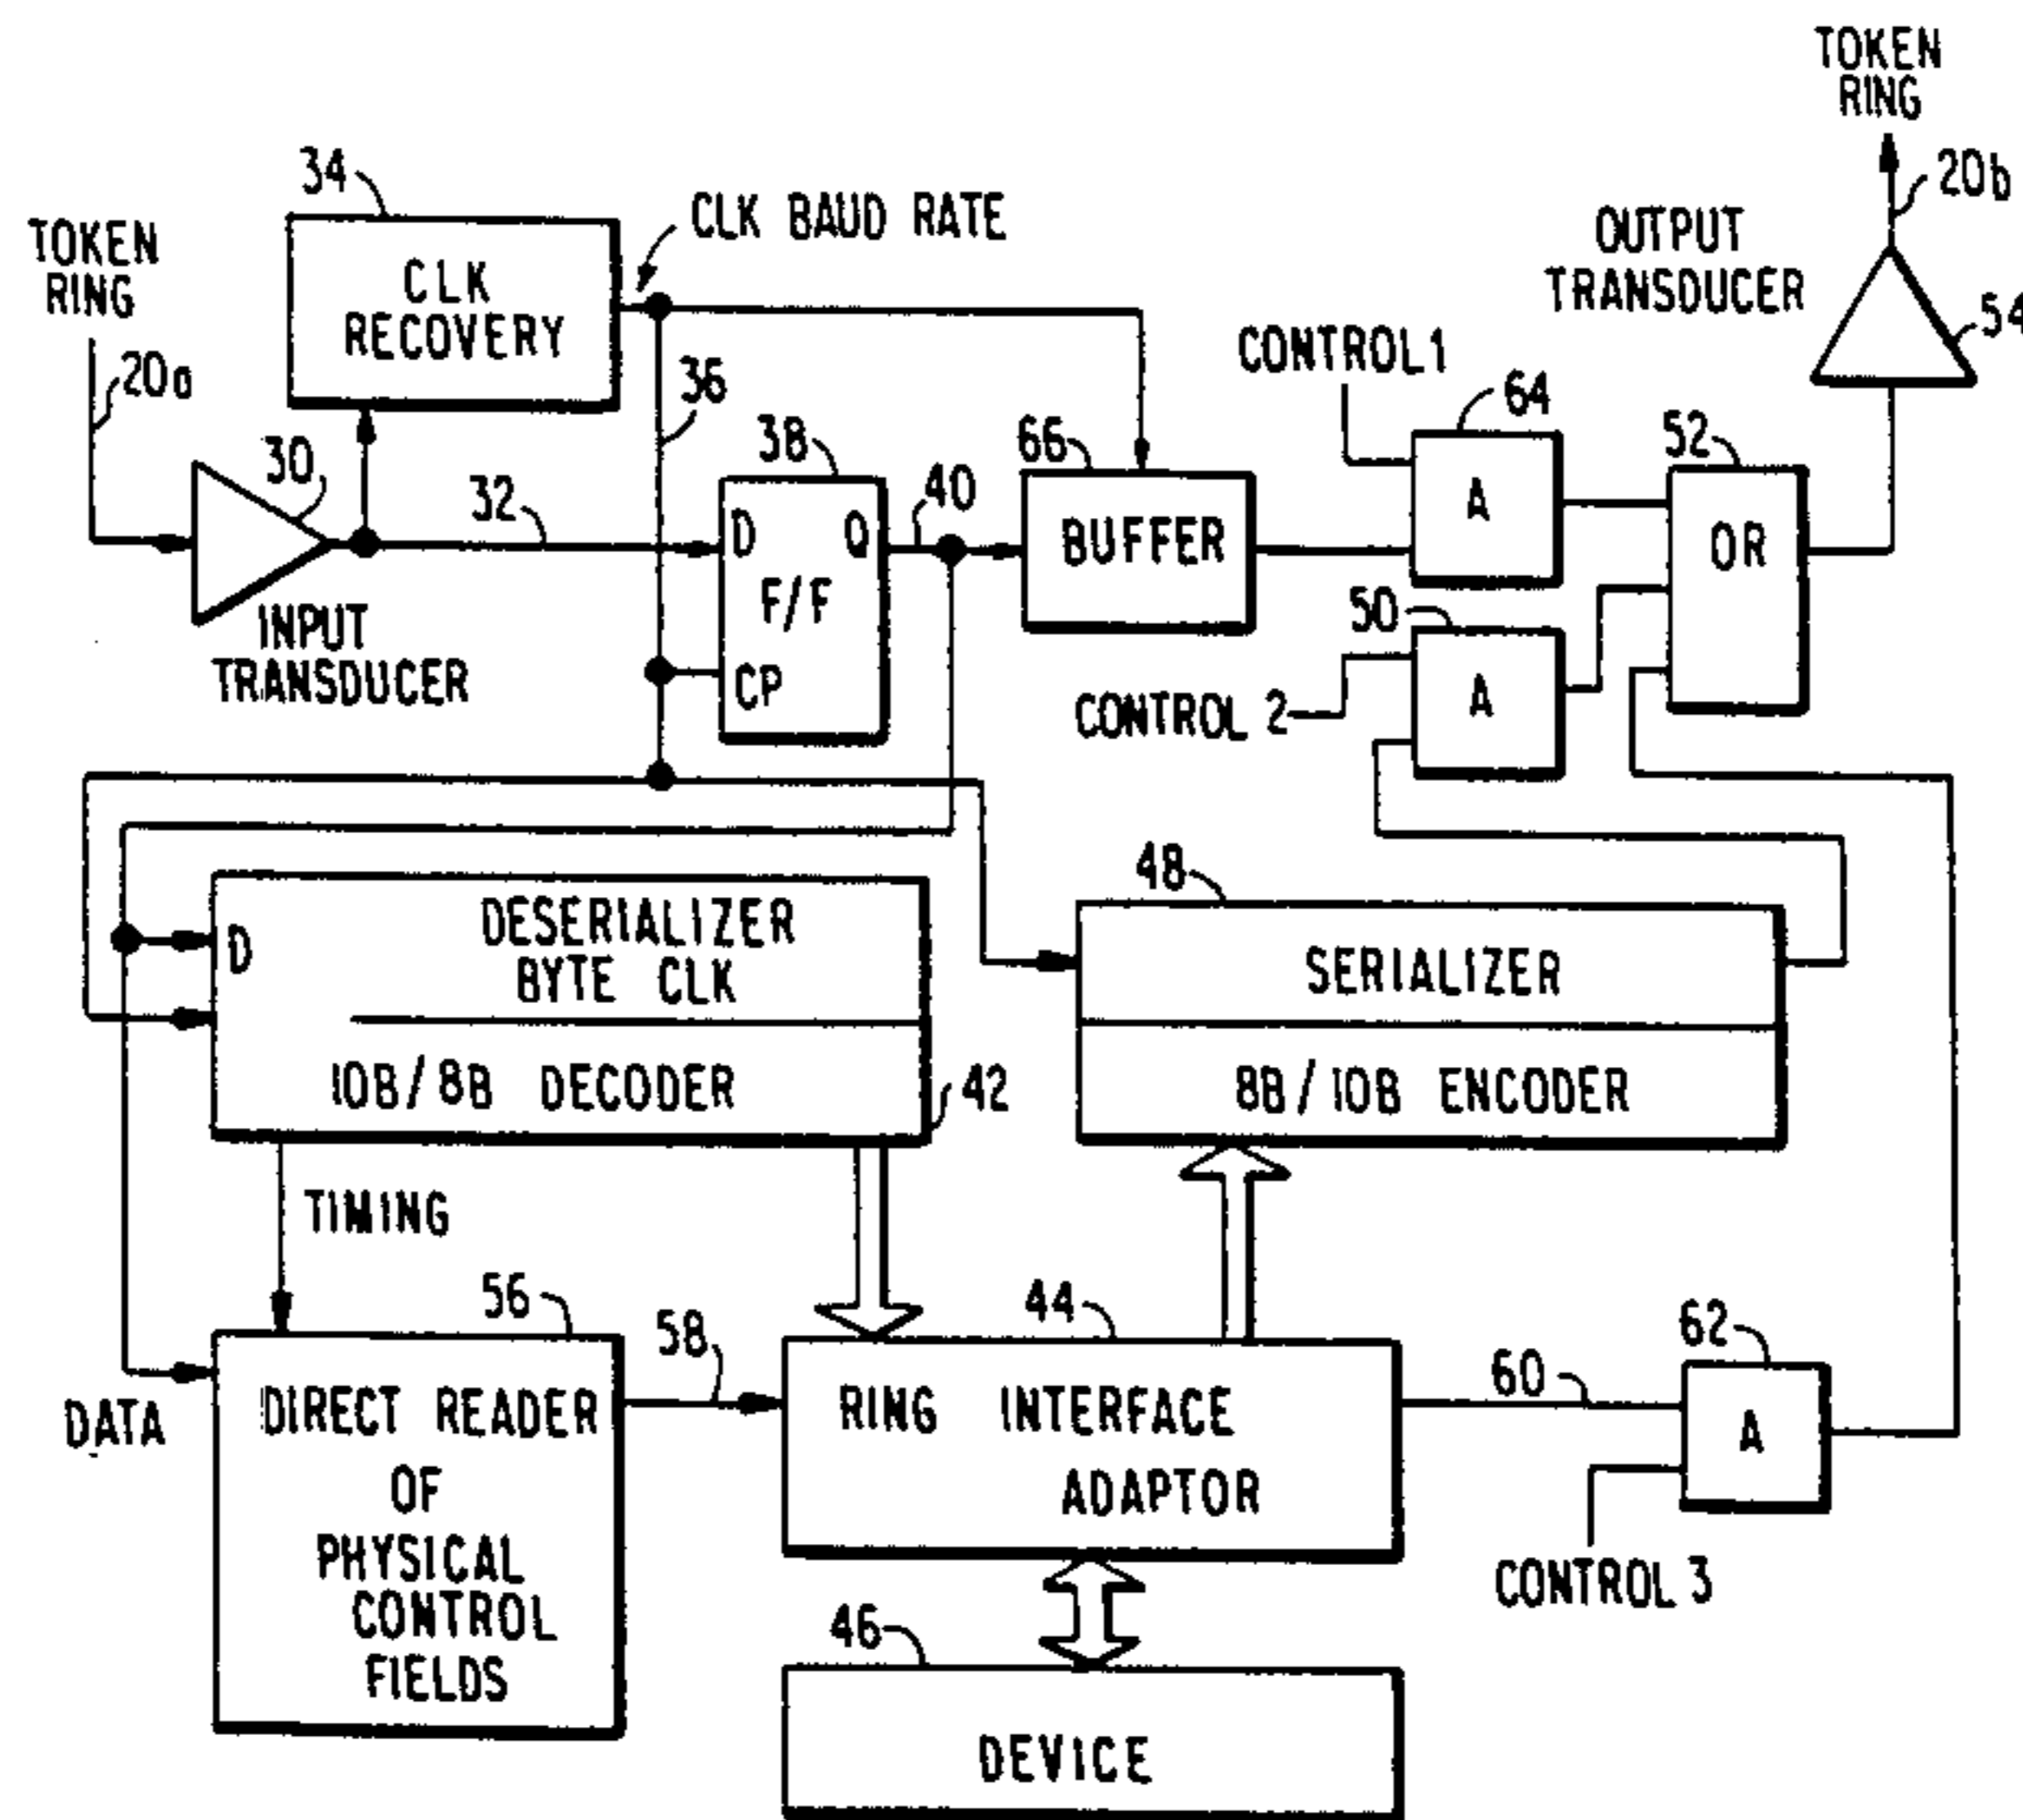 TOKEN
RING
20b
34
CLK BAUD RATE
TOKEN
RING
OUTPUT
TRANSDUCER
54
CLK
RECOVERY
20a
36
CONTROL 1
64
30
32
38
40
66
52
D
Q
F/F
CP
BUFFER
A
OR
INPUT
TRANSDUCER
50
CONTROL 2
A
48
D
DESERIALIZER
BYTE CLK
10B/8B DECODER
42
SERIALIZER
8B/10B ENCODER
TIMING
56
58
44
60
62
DATA
DIRECT READER
OF
PHYSICAL
CONTROL
FIELDS
RING INTERFACE
ADAPTOR
A
CONTROL 3
46
DEVICE